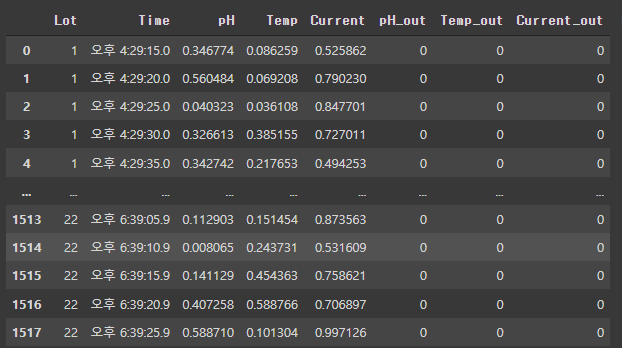 Lot Time pH Temp Current pH_out Temp_out Current_out
0 1 오후 4:29:15.0 0.346774 0.086259 0.525862 0 0 0
1 1 오후 4:29:20.0 0.560484 0.069208 0.790230 0 0 0
2 1 오후 4:29:25.0 0.040323 0.036108 0.847701 0 0 0
3 1 오후 4:29:30.0 0.326613 0.385155 0.727011 0 0 0
4 1 오후 4:29:35.0 0.342742 0.217653 0.494253 0 0 0
... ... ... ... ... ... ... ... ...
1513 22 오후 6:39:05.9 0.112903 0.151454 0.873563 0 0 0
1514 22 오후 6:39:10.9 0.008065 0.243731 0.531609 0 0 0
1515 22 오후 6:39:15.9 0.141129 0.454363 0.758621 0 0 0
1516 22 오후 6:39:20.9 0.407258 0.588766 0.706897 0 0 0
1517 22 오후 6:39:25.9 0.588710 0.101304 0.997126 0 0 0